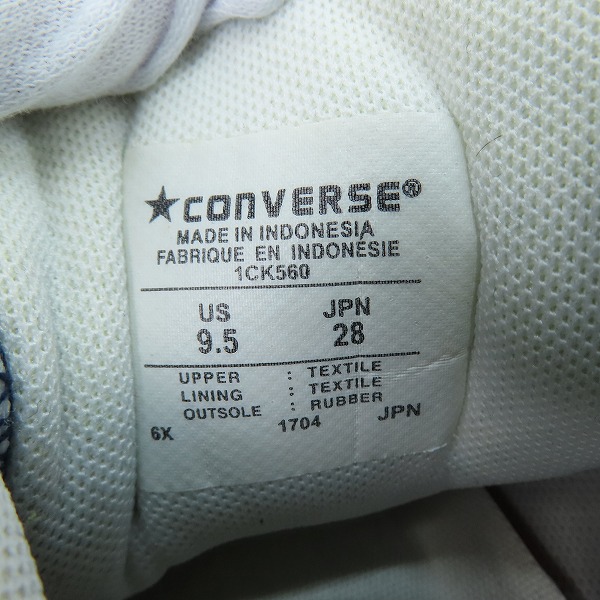 ★CONVERSE®
MADE IN INDONESIA
FABRIQUE EN INDONESIE
1CK560
US JPN
9.5 28
UPPER : TEXTILE
LINING : TEXTILE
OUTSOLE : RUBBER
6X 1704 JPN